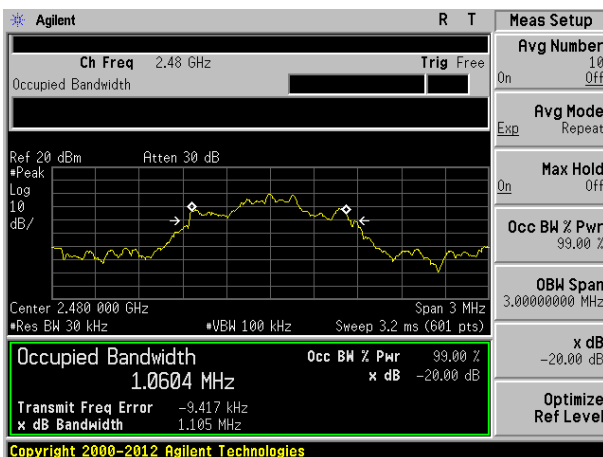 Agilent R T Meas Setup
Avg Number
10
On Off
Ch Freq 2.48 GHz Trig Free
Occupied Bandwidth
Avg Mode
Exp Repeat
Max Hold
On Off
Occ BW % Pwr
99.00 %
OBW Span
3.00000000 MHz
x dB
-20.00 dB
Optimize
Ref Level
Ref 20 dBm Atten 30 dB
#Peak
Log
10
dB/
Center 2.480 000 GHz Span 3 MHz
#Res BW 30 kHz #VBW 100 kHz Sweep 3.2 ms (601 pts)
Occupied Bandwidth Occ BW % Pwr 99.00 %
1.0604 MHz x dB -20.00 dB
Transmit Freq Error -9.417 kHz
x dB Bandwidth 1.105 MHz
Copyright 2000-2012 Agilent Technologies